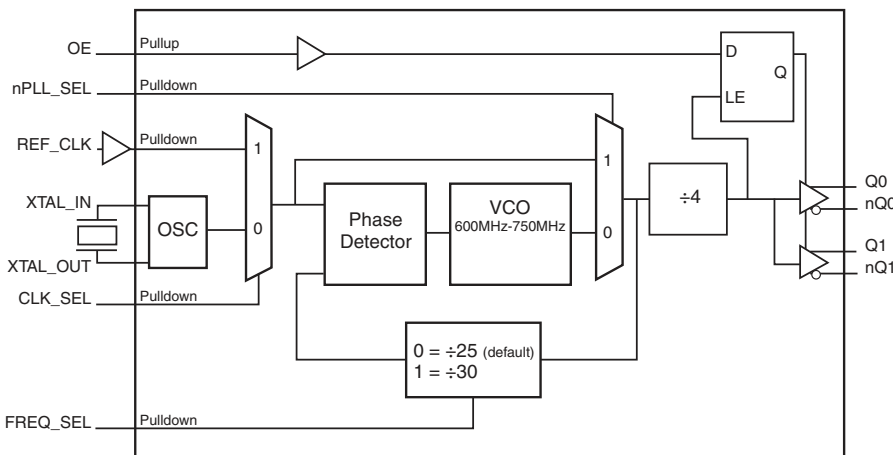 OE
Pullup
D
Q
LE
nPLL_SEL
Pulldown
REF_CLK
Pulldown
1
0
1
0
XTAL_IN
OSC
XTAL_OUT
Phase
Detector
VCO
600MHz-750MHz
÷4
Q0
nQ0
Q1
nQ1
CLK_SEL
Pulldown
0 = ÷25 (default)
1 = ÷30
FREQ_SEL
Pulldown